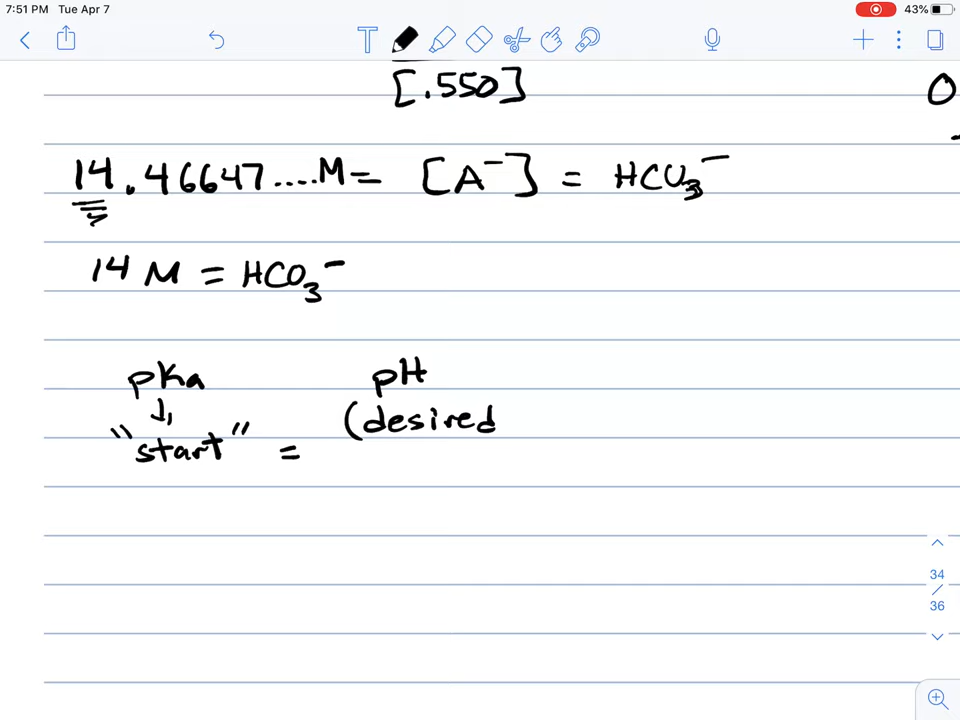 7:51 PM Tue Apr 7 43%
T
[.550]
14.46647....M = [A⁻] = HCO₃⁻
14 M = HCO₃⁻
pKa pH
↓ (desired
"start" =
34
/
36